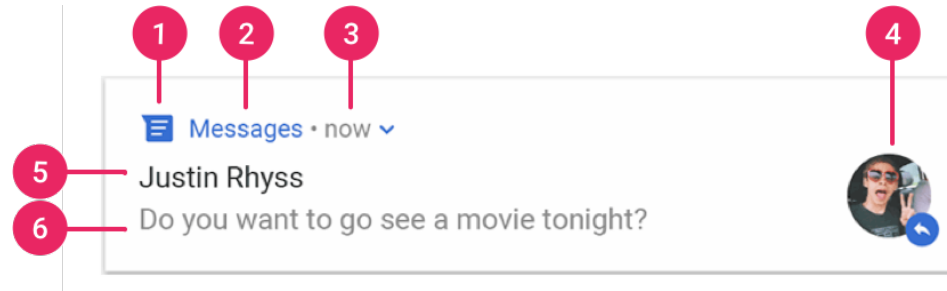 1 2 3 4
Messages • now
5 Justin Rhyss
6 Do you want to go see a movie tonight?